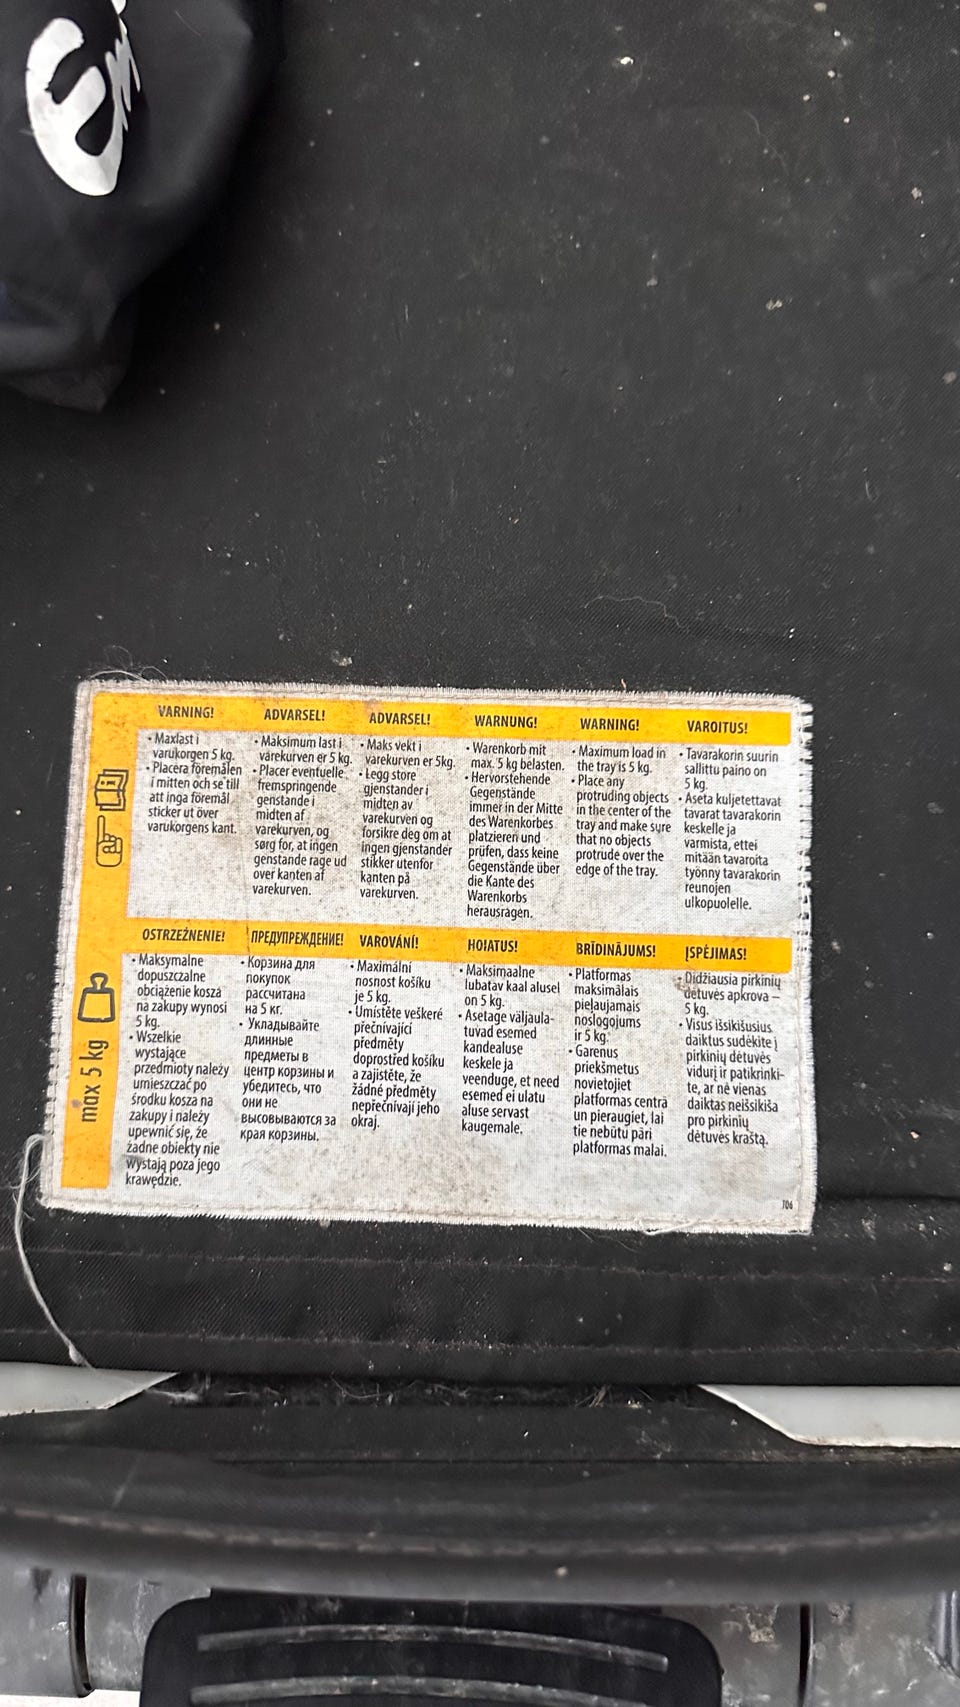 VARNING!
• Maxlast i
varukorgen 5 kg.
• Placera föremålen
i mitten och se till
att inga föremål
sticker ut över
varukorgens kant.
ADVARSEL!
• Maksimum last i
varekurven er 5 kg.
• Placer eventuelle
fremspringende
genstande i
midten af
varekurven, og
sørg for, at ingen
genstande rage ud
over kanten af
varekurven.
ADVARSEL!
• Maks vekt i
varekurven er 5kg.
• Legg store
gjenstander i
midten av
varekurven og
forsikre deg om at
ingen gjenstander
stikker utenfor
kanten på
varekurven.
WARNUNG!
• Warenkorb mit
max. 5 kg belasten.
• Hervorstehende
Gegenstände
immer in der Mitte
des Warenkorbes
platzieren und
prüfen, dass keine
Gegenstände über
die Kante des
Warenkorbs
herausragen.
WARNING!
• Maximum load in
the tray is 5 kg.
• Place any
protruding objects
in the center of the
tray and make sure
that no objects
protrude over the
edge of the tray.
VAROITUS!
• Tavarakorin suurin
sallittu paino on
5 kg.
• Aseta kuljetettavat
tavarat tavarakorin
keskelle ja
varmista, ettei
mitään tavaroita
työnny tavarakorin
reunojen
ulkopuolelle.
max 5 kg
OSTRZEŻNENIE!
• Maksymalne
dopuszczalne
obciążenie kosza
na zakupy wynosi
5 kg.
• Wszelkie
wystające
przedmioty należy
umieszczać po
środku kosza na
zakupy i należy
upewnić się, że
żadne obiekty nie
wystają poza jego
krawędzie.
ПРЕДУПРЕЖДЕНИЕ!
• Корзина для
покупок
рассчитана
на 5 кг.
• Укладывайте
длинные
предметы в
центр корзины и
убедитесь, что
они не
высовываются за
края корзины.
VAROVÁNÍ!
• Maximální
nosnost košíku
je 5 kg.
• Umístěte veškeré
přečnívající
předměty
doprostřed košíku
a zajistěte, že
žádné předměty
nepřečnívají jeho
okraj.
HOIATUS!
• Maksimaalne
lubatav kaal alusel
on 5 kg.
• Asetage väljaula-
tuvad esemed
kandealuse
keskele ja
veenduge, et need
esemed ei ulatu
aluse servast
kaugemale.
BRĪDINĀJUMS!
• Platformas
maksimālais
pieļaujamais
noslogojums
ir 5 kg.
• Garenus
priekšmetus
novietojiet
platformas centrā
un pieraugiet, lai
tie nebūtu pāri
platformas malai.
ĮSPĖJIMAS!
• Didžiausia pirkinių
dėtuvės apkrova –
5 kg.
• Visus išsikišusius
daiktus sudėkite į
pirkinių dėtuvės
vidurį ir patikrinki-
te, ar nė vienas
daiktas neišsikiša
pro pirkinių
dėtuvės kraštą.